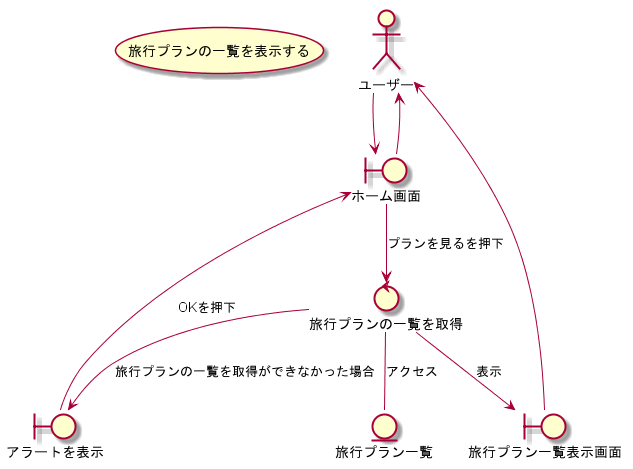 旅行プランの一覧を表示する
ユーザー
ホーム画面
プランを見るを押下
OKを押下
旅行プランの一覧を取得
旅行プランの一覧を取得ができなかった場合
アクセス
表示
アラートを表示
旅行プラン一覧
旅行プラン一覧表示画面